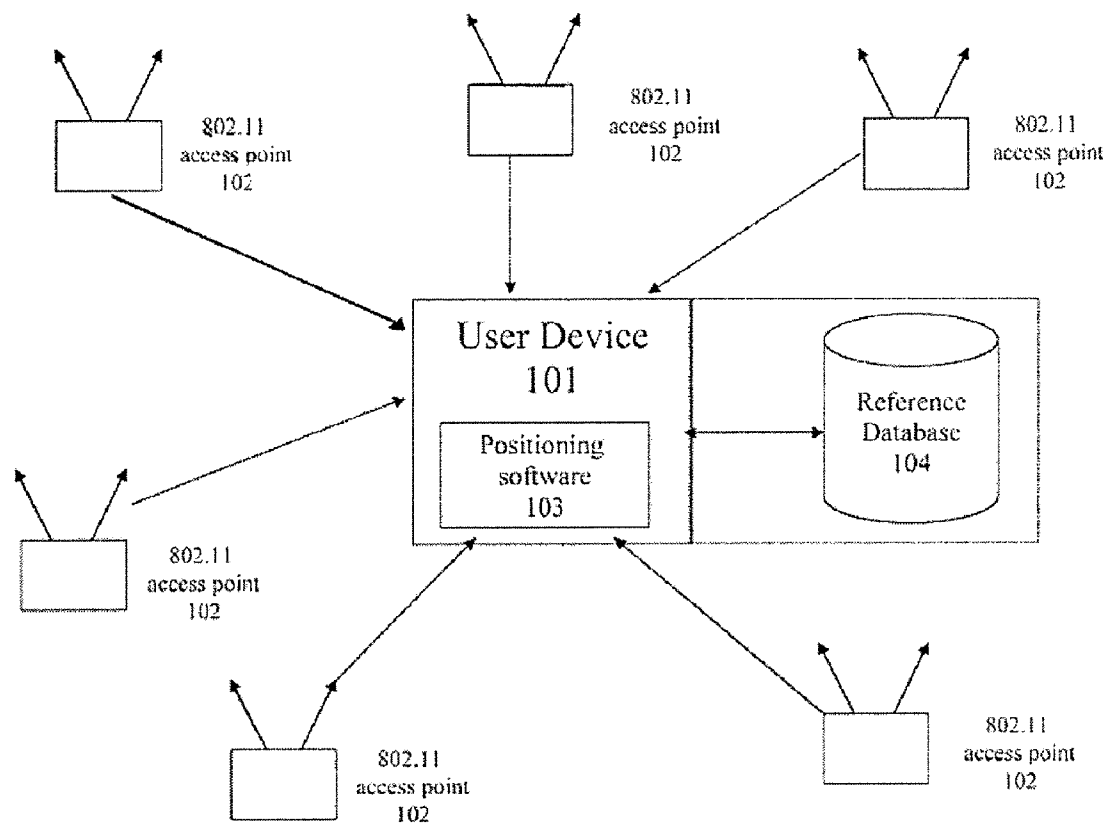 802.11
access point
102
802.11
access point
102
802.11
access point
102
User Device
101
Positioning
software
103
Reference
Database
104
802.11
access point
102
802.11
access point
102
802.11
access point
102